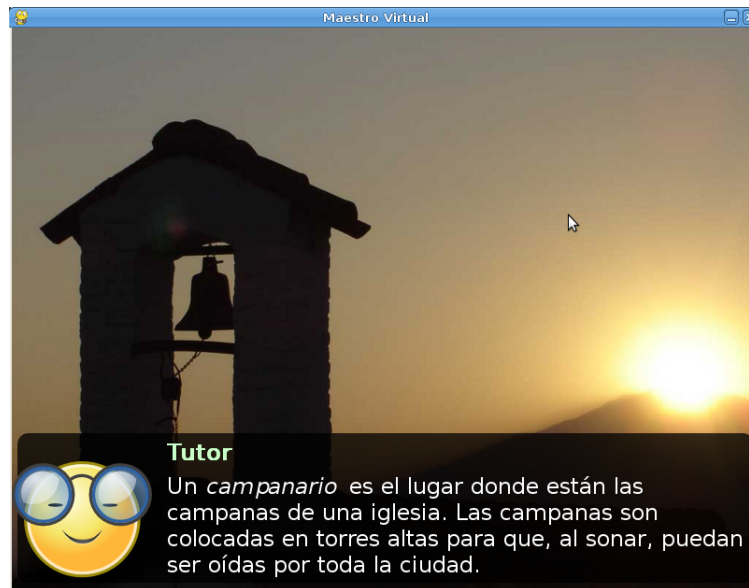 Maestro Virtual
Tutor
Un campanario es el lugar donde están las
campanas de una iglesia. Las campanas son
colocadas en torres altas para que, al sonar, puedan
ser oídas por toda la ciudad.